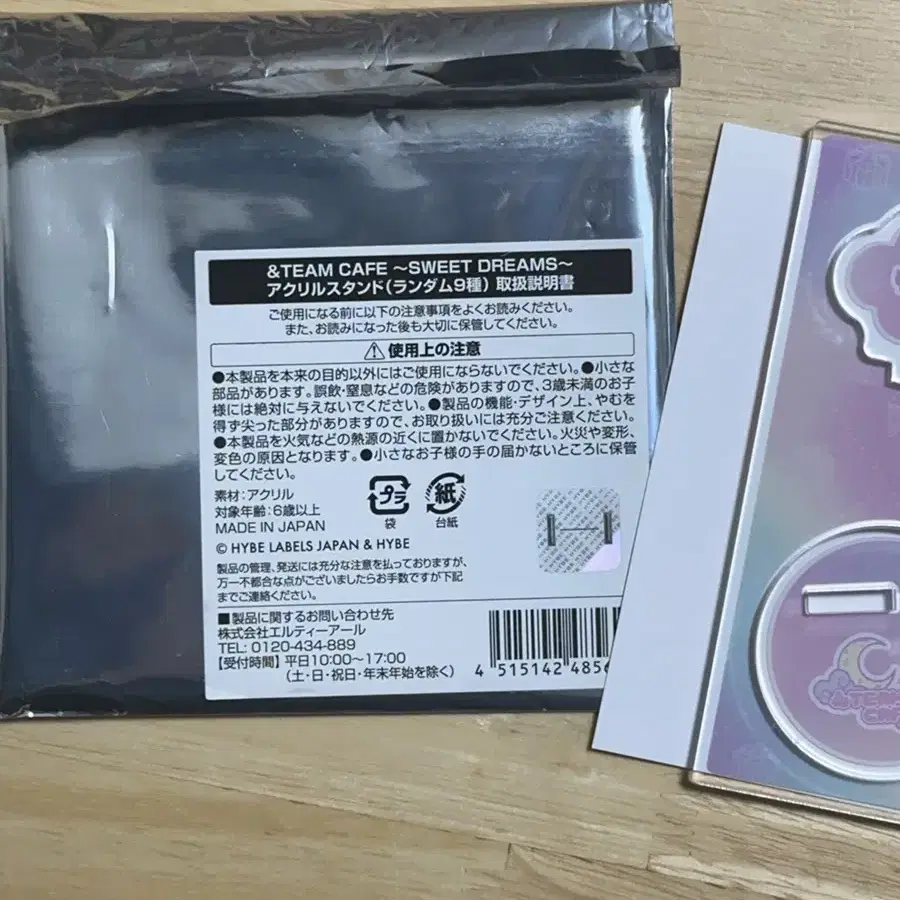 &TEAM CAFE ～SWEET DREAMS～
アクリルスタンド(ランダム9種) 取扱説明書
ご使用になる前に以下の注意事項をよくお読みください。
また、お読みになった後も大切に保管してください。
使用上の注意
●本製品を本来の目的以外にはご使用にならないでください。●小さな
部品があります。誤飲・窒息などの危険がありますので、3歳未満のお子
様には絶対に与えないでください。●製品の機能・デザイン上、やむを
得ず尖った部分がありますので、お取り扱いには充分ご注意ください。
●本製品を火気などの熱源の近くに置かないでください。火災や変形、
変色の原因となります。●小さなお子様の手の届かないところに保管
してください。
素材：アクリル
対象年齢：6歳以上
MADE IN JAPAN
プラ
袋
紙
台紙
© HYBE LABELS JAPAN & HYBE
製品の管理、発送には充分な注意を払っておりますが、
万一不都合な点がございましたらお手数ですが下記
までご連絡ください。
■製品に関するお問い合わせ先
株式会社エルティーアール
TEL: 0120-434-889
【受付時間】平日10:00～17:00
(土・日・祝日・年末年始を除く)
4 515142 485